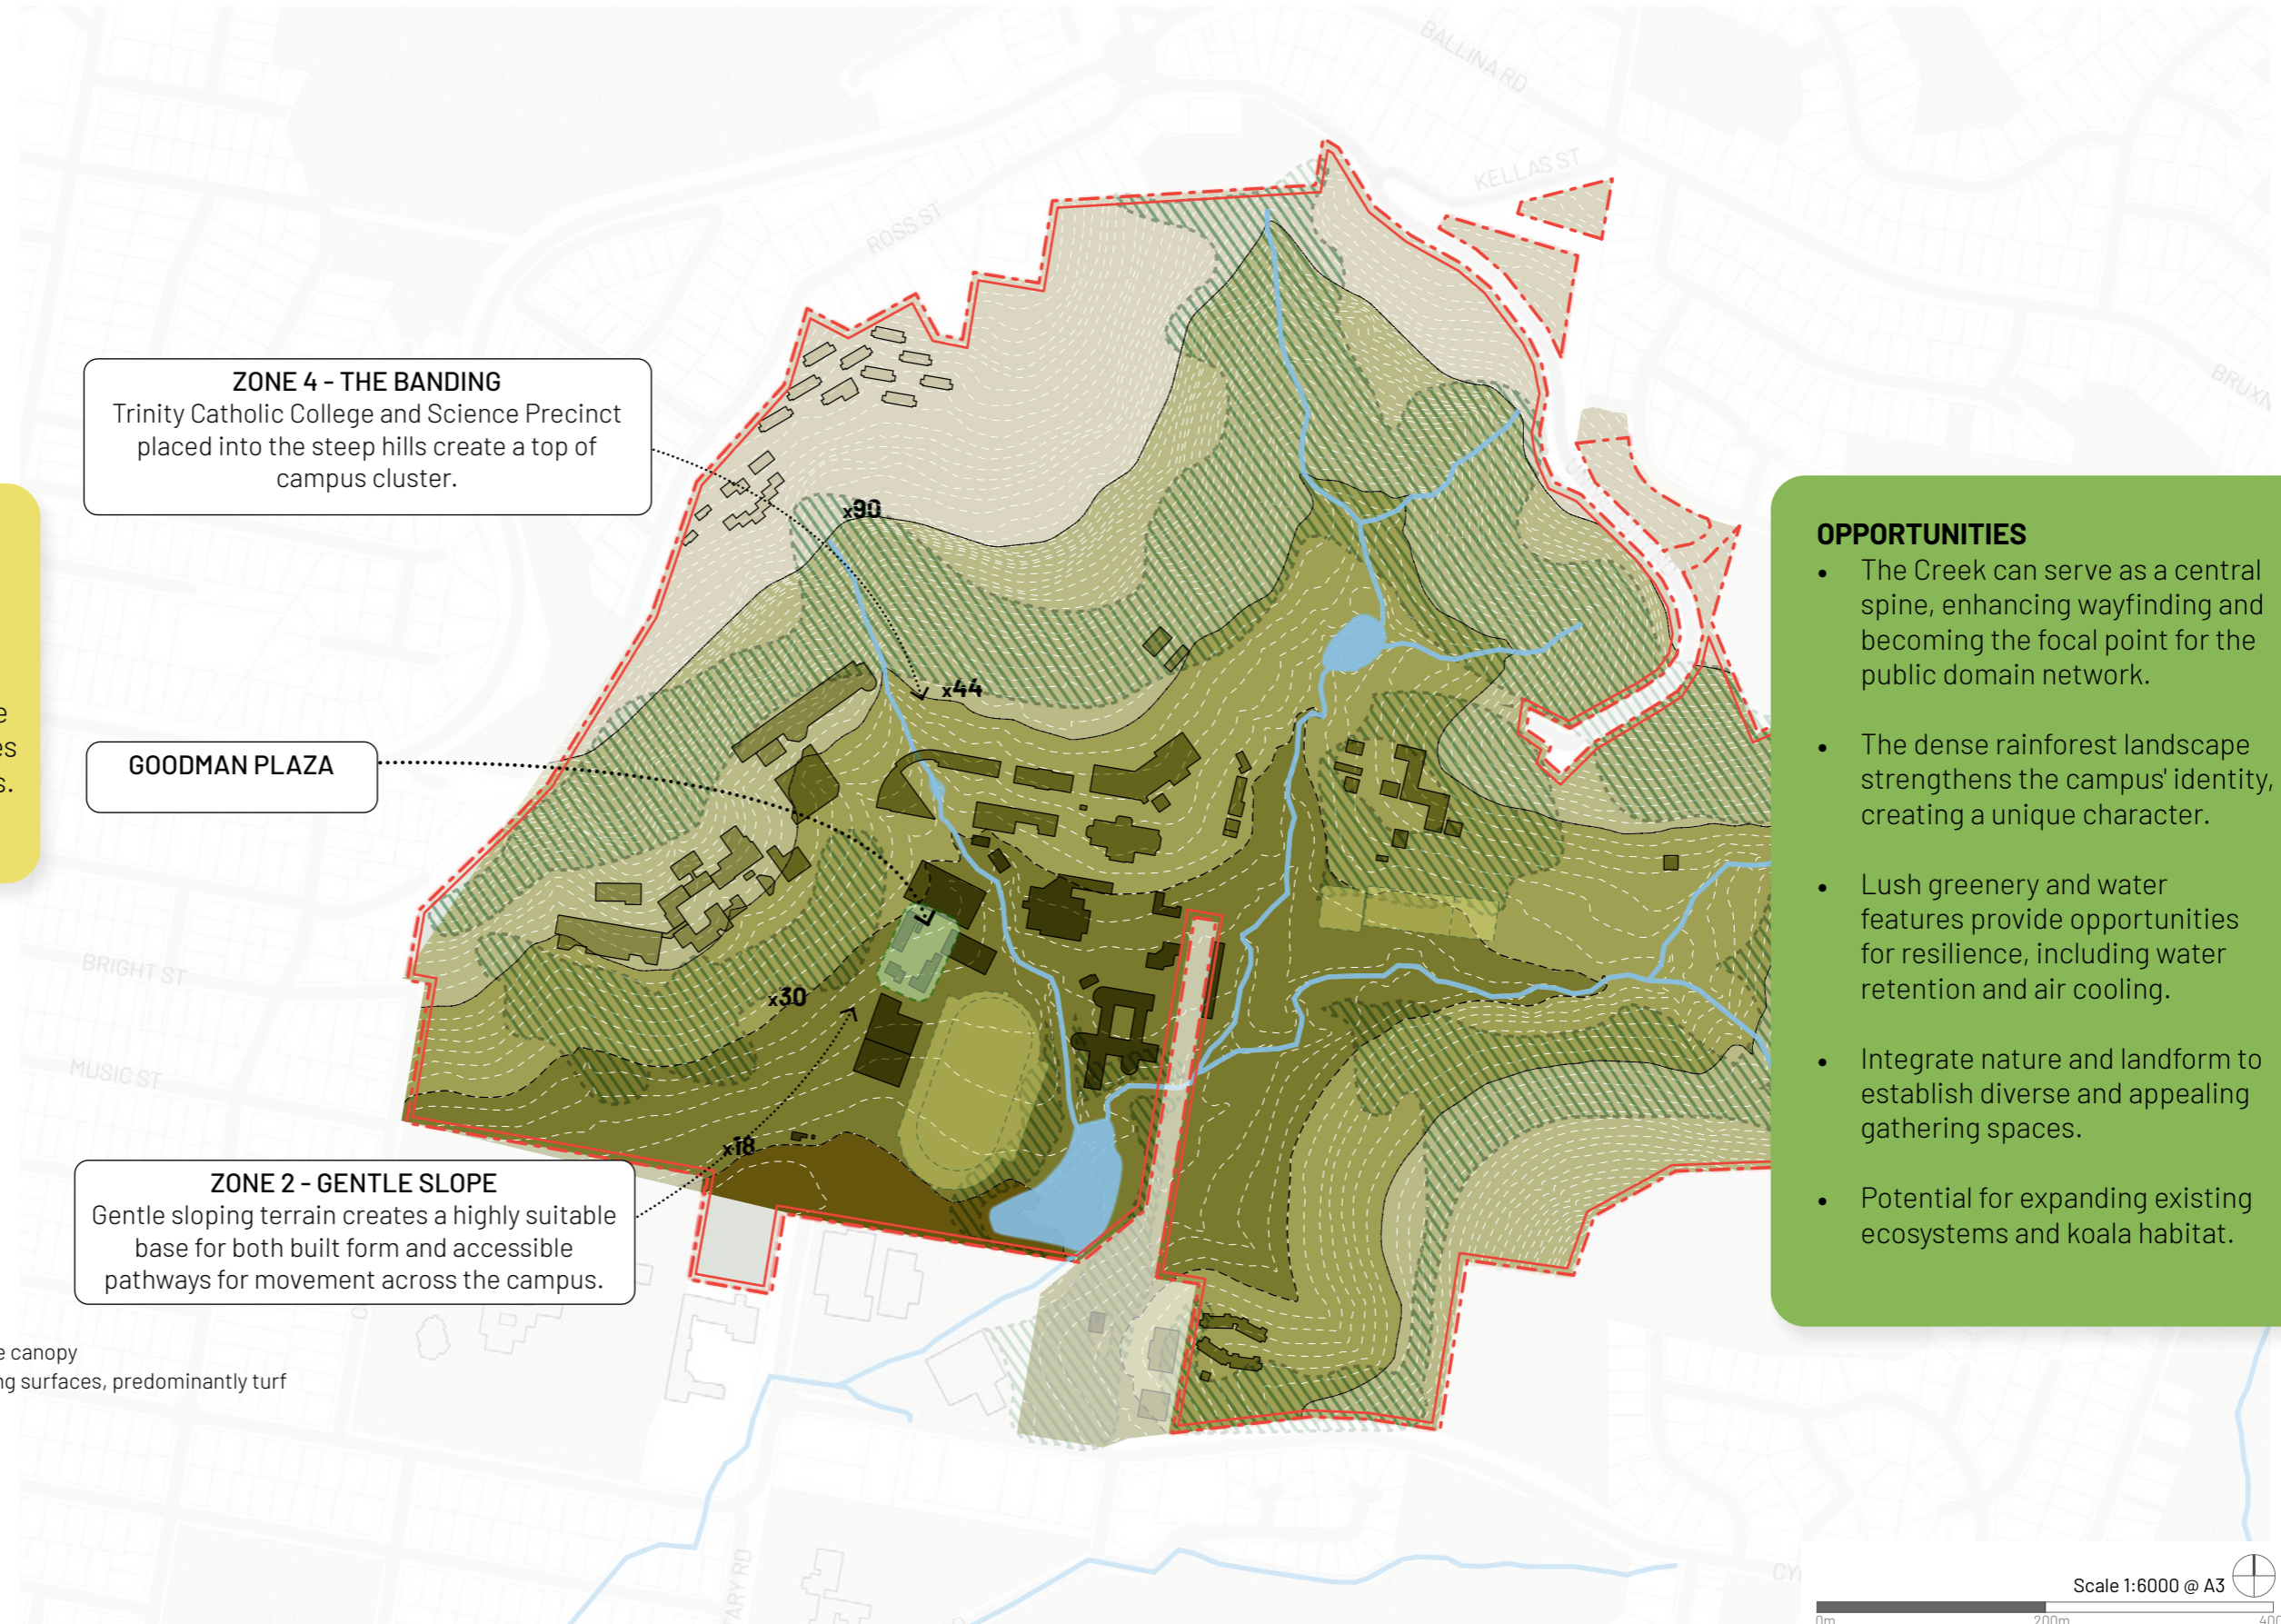 BALLINA RD
KELLAS ST
ROSS ST
ZONE 4 - THE BANDING
Trinity Catholic College and Science Precinct
placed into the steep hills create a top of
campus cluster.
x90
x44
GOODMAN PLAZA
BRIGHT ST
x30
MUSIC ST
x18
ZONE 2 - GENTLE SLOPE
Gentle sloping terrain creates a highly suitable
base for both built form and accessible
pathways for movement across the campus.
canopy
surfaces, predominantly turf
OPPORTUNITIES
• The Creek can serve as a central
spine, enhancing wayfinding and
becoming the focal point for the
public domain network.
• The dense rainforest landscape
strengthens the campus' identity,
creating a unique character.
• Lush greenery and water
features provide opportunities
for resilience, including water
retention and air cooling.
• Integrate nature and landform to
establish diverse and appealing
gathering spaces.
• Potential for expanding existing
ecosystems and koala habitat.
Scale 1:6000 @ A3
0m
200m